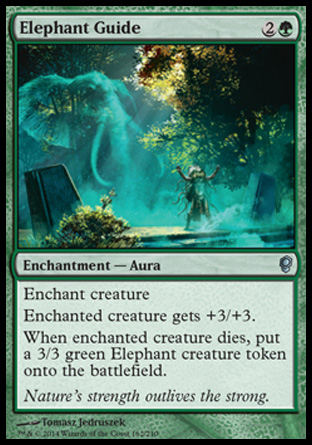 Elephant Guide 2
Enchantment — Aura
Enchant creature
Enchanted creature gets +3/+3.
When enchanted creature dies, put
a 3/3 green Elephant creature token
onto the battlefield.
Nature's strength outlives the strong.
Tomasz Jedruszek
™ & © 2014 Wizards of the Coast 162/210